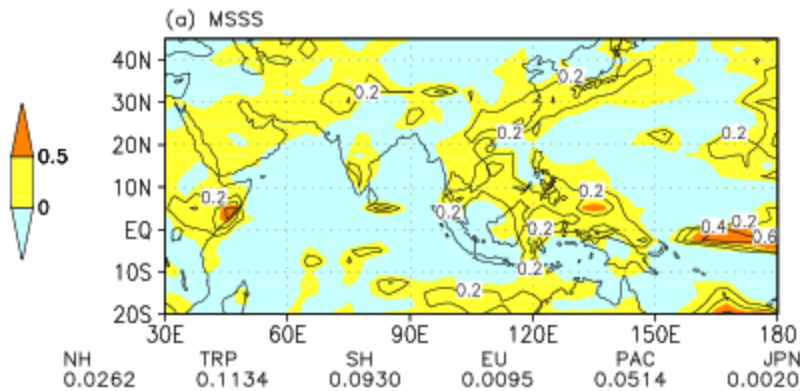 (a) MSSS
40N
0.2
0.2
30N
0.5
0.2
0.2
20N
10N
0.2
0.2
0
0.2
0.4
0.2
EQ
0.2
0.6
10S
0.2
0.2
20S
30E
60E
90E
120E
150E
180
NH
TRP
SH
EU
PAC
JPN
0.0262
0.1134
0.0930
0.0095
0.0514
0.0020